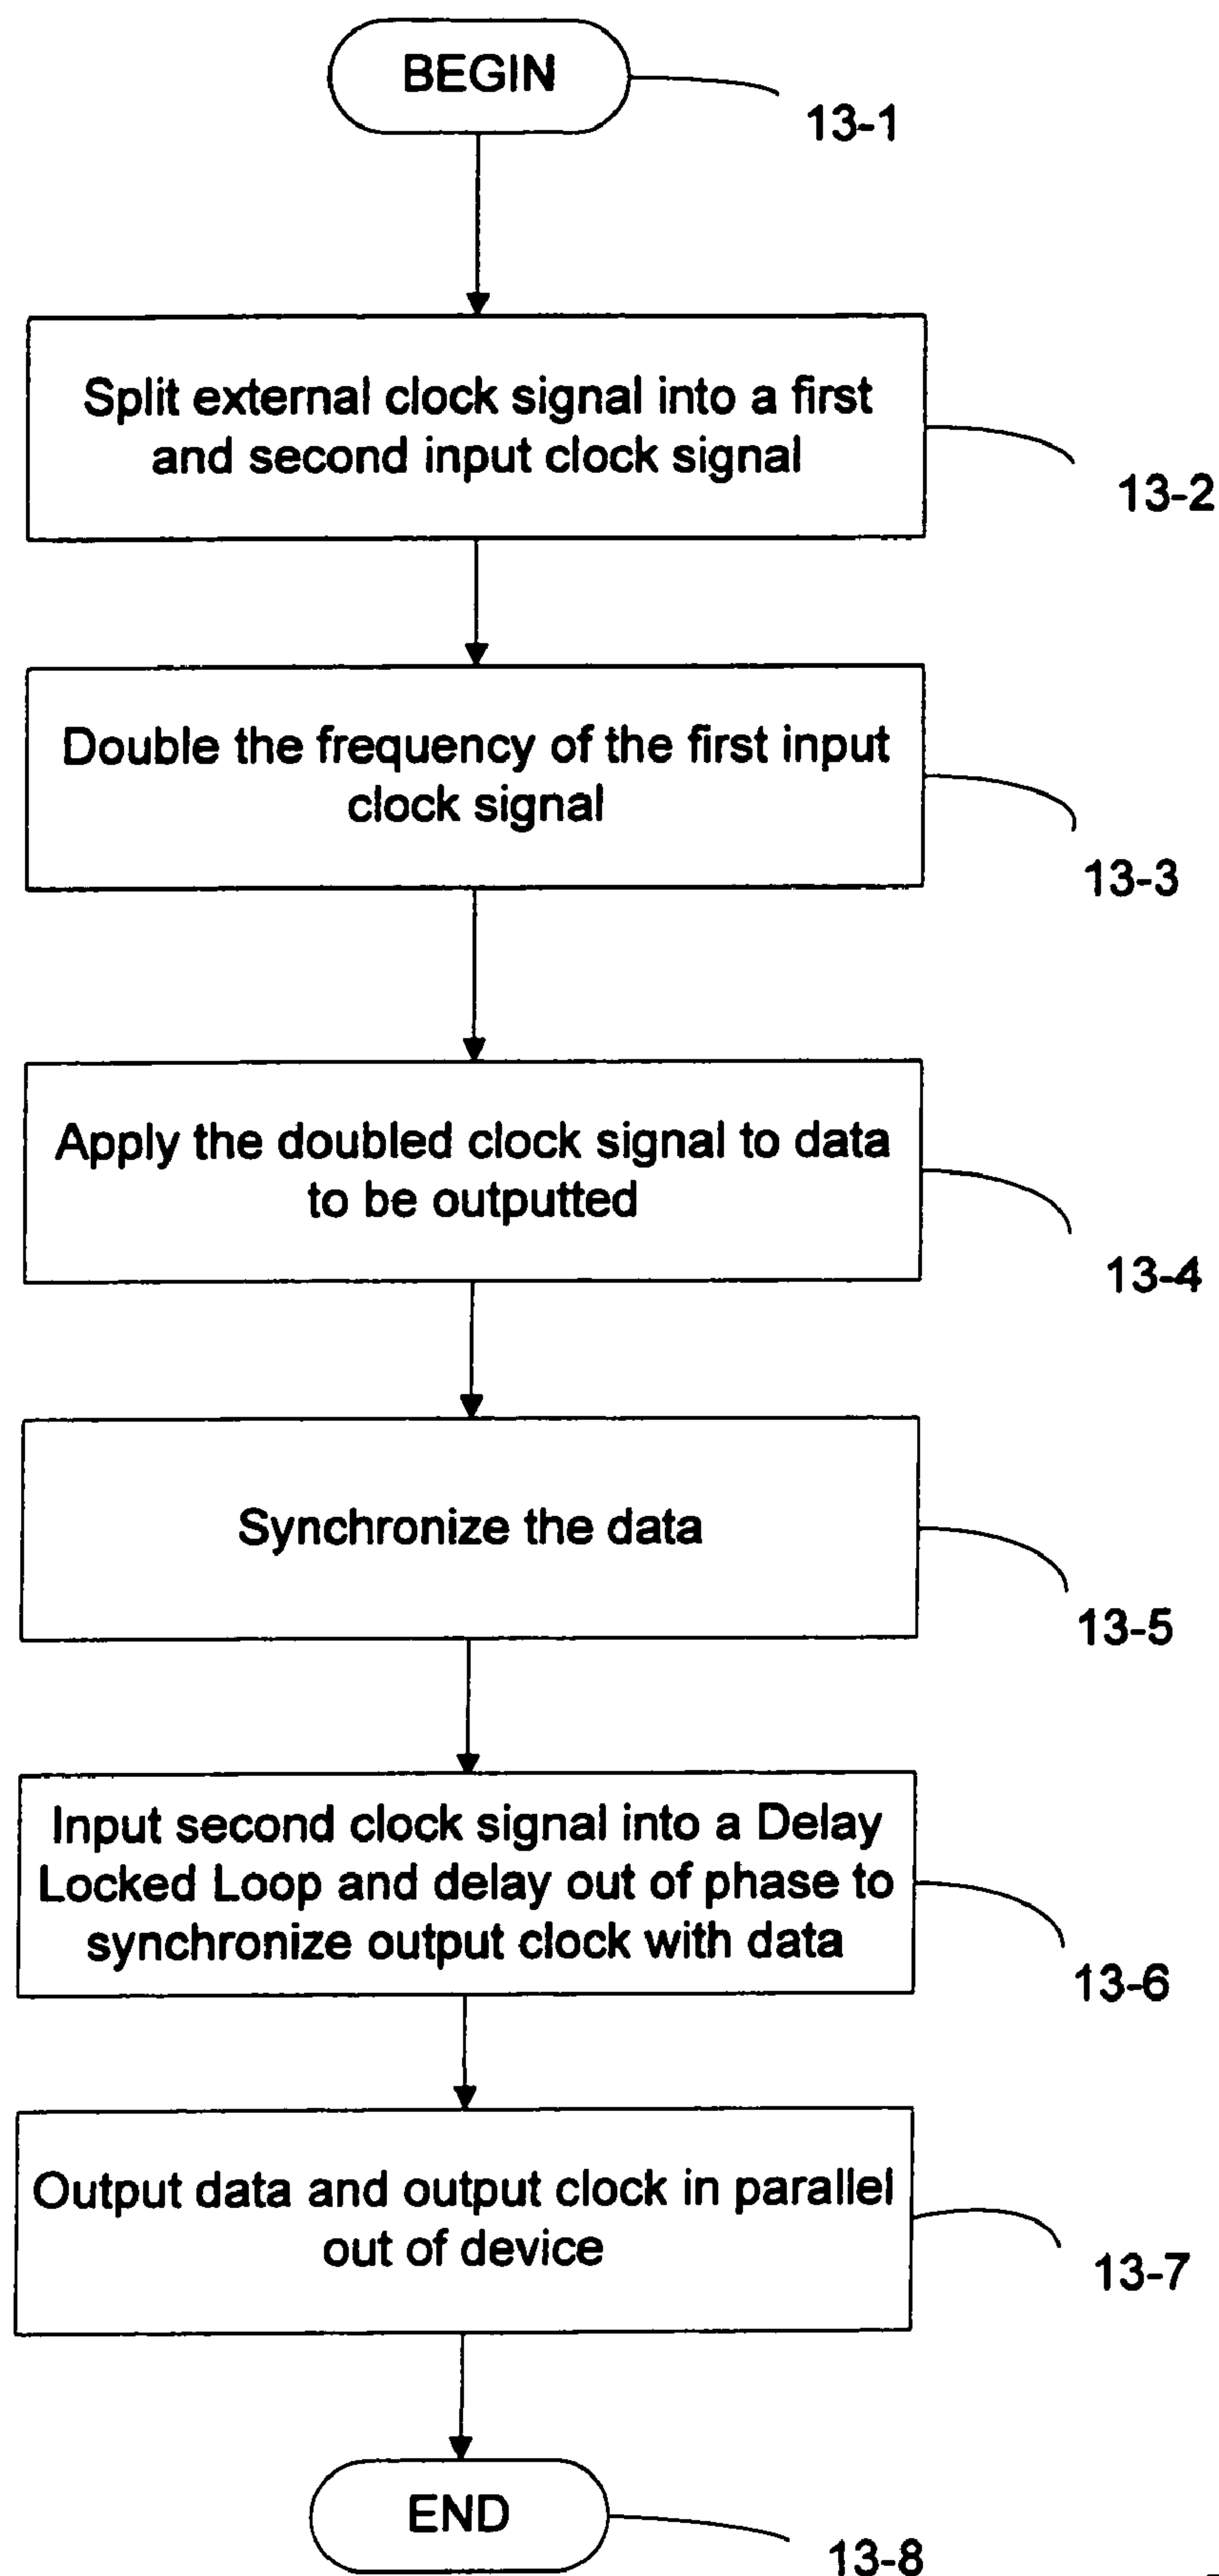 BEGIN
13-1
Split external clock signal into a first
and second input clock signal
13-2
Double the frequency of the first input
clock signal
13-3
Apply the doubled clock signal to data
to be outputted
13-4
Synchronize the data
13-5
Input second clock signal into a Delay
Locked Loop and delay out of phase to
synchronize output clock with data
13-6
Output data and output clock in parallel
out of device
13-7
END
13-8